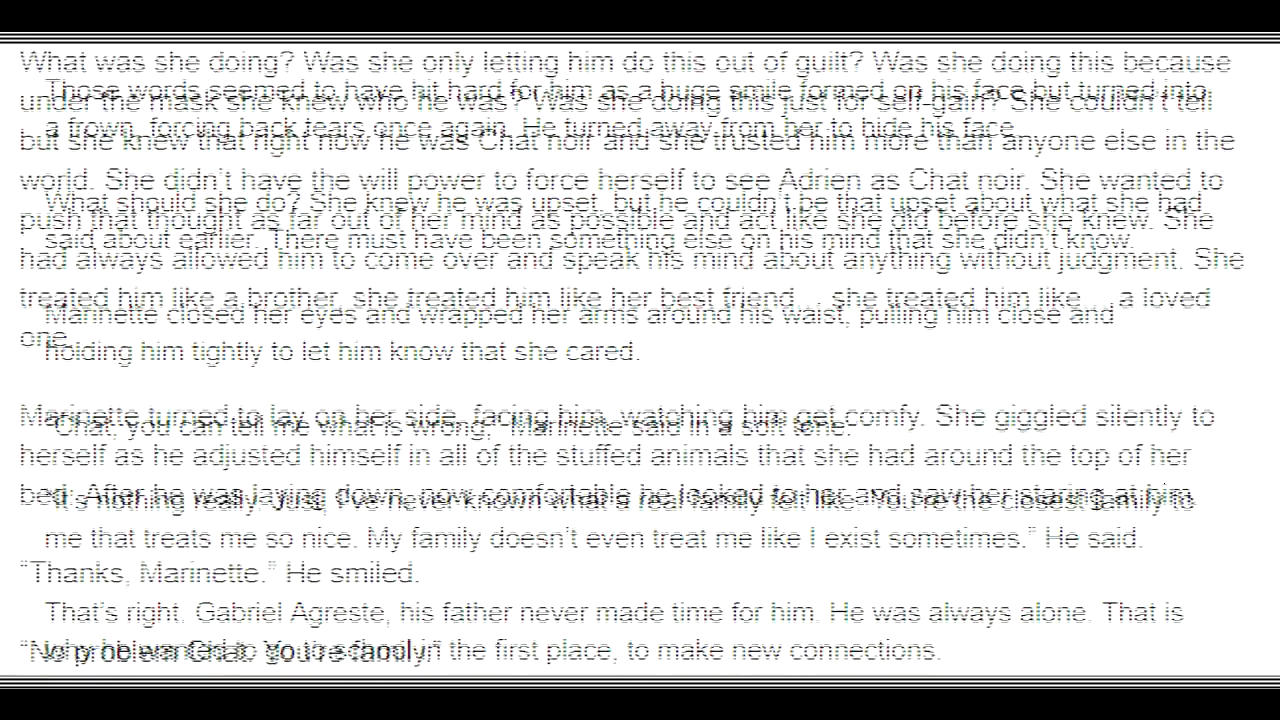 What was she doing? Was she only letting him do this out of guilt? Was she doing this because
under the mask she knew who he was? Was she doing this just for self-gain? She couldn't tell
but she knew that right now he was Chat noir and she trusted him more than anyone else in the
world. She didn't have the will power to force herself to see Adrien as Chat noir. She wanted to
push that thought as far out of her mind as possible and act like she did before she knew. She
had always allowed him to come over and speak his mind about anything without judgment. She
treated him like a brother, she treated him like her best friend... she treated him like... a loved
one.
Marinette turned to lay on her side, facing him, watching him get comfy. She giggled silently to
herself as he adjusted himself in all of the stuffed animals that she had around the top of her
bed. After he was laying down, now comfortable he looked to her and saw her staring at him.
“Thanks, Marinette.” He smiled.
“No problem Chat. You're family.”
Those words seemed to have hit hard for him as a huge smile formed on his face but turned into
a frown, forcing back tears once again. He turned away from her to hide his face.
What should she do? She knew he was upset, but he couldn't be that upset about what she had
said about earlier. There must have been something else on his mind that she didn't know.
Marinette closed her eyes and wrapped her arms around his waist, pulling him close and
holding him tightly to let him know that she cared.
“Chat, you can tell me what is wrong,” Marinette said in a soft tone.
“It's nothing really. Just, I've never known what a real family felt like. You're the closest family to
me that treats me so nice. My family doesn't even treat me like I exist sometimes.” He said.
That's right. Gabriel Agreste, his father never made time for him. He was always alone. That is
why he wanted to go to school in the first place, to make new connections.